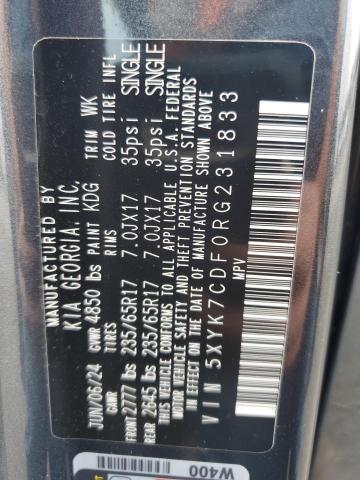 MANUFACTURED BY
KIA GEORGIA, INC.
JUN/06/24 GVWR 4850 lbs PAINT KDG TRIM WK
GAWR TIRES RIMS COLD TIRE INFL
FRONT 2777 lbs 235/65R17 7.0JX17 35psi SINGLE
REAR 2645 lbs 235/65R17 7.0JX17 35psi SINGLE
THIS VEHICLE CONFORMS TO ALL APPLICABLE U.S.A. FEDERAL
MOTOR VEHICLE SAFETY AND THEFT PREVENTION STANDARDS
IN EFFECT ON THE DATE OF MANUFACTURE SHOWN ABOVE
VIN 5XYK7CDF0RG231833
MPV
W400